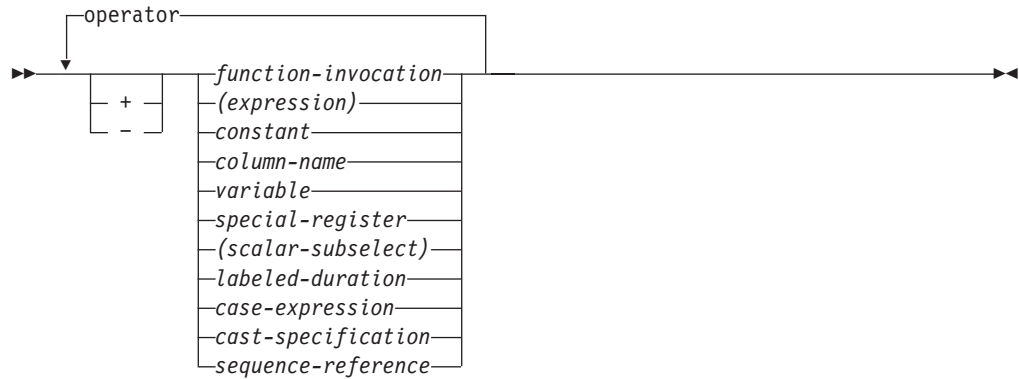 operator
function-invocation
+ (expression)
- constant
column-name
variable
special-register
(scalar-subselect)
labeled-duration
case-expression
cast-specification
sequence-reference